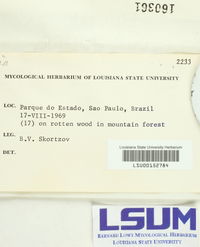 160361
2233
MYCOLOGICAL HERBARIUM OF LOUISIANA STATE UNIVERSITY
LOC. Parque do Estado, Sao Paulo, Brazil
17-VIII-1969
(17) on rotten wood in mountain forest
LEG. B.V. Skortzov
DET.
Louisiana State University Herbarium
LSU00152784
LSUM
BERNARD LOWY MYCOLOGICAL HERBARIUM
LOUISIANA STATE UNIVERSITY